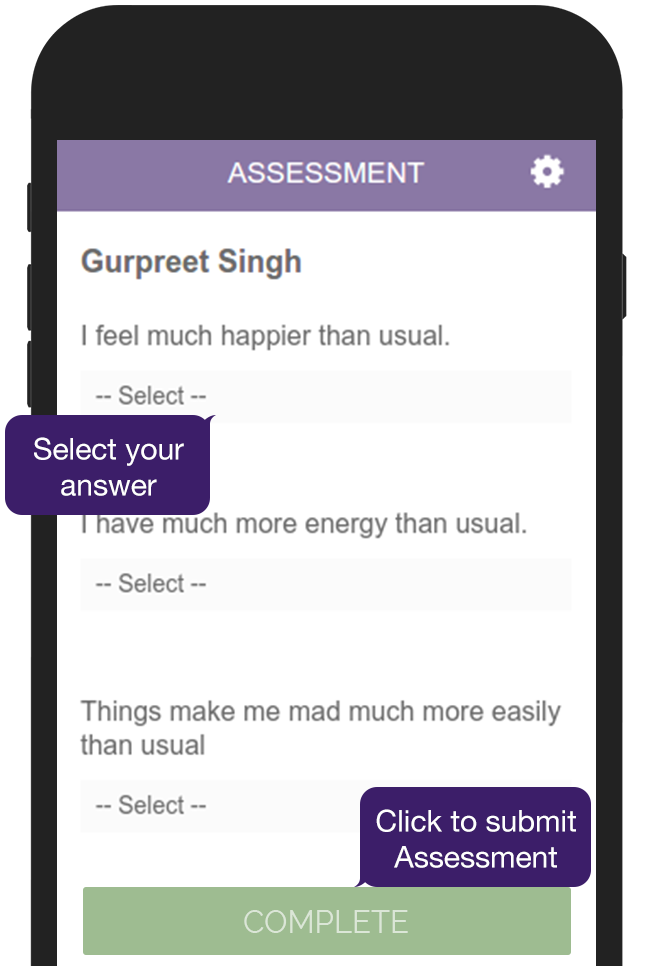 ASSESSMENT
Gurpreet Singh
I feel much happier than usual.
-- Select --
Select your
answer
I have much more energy than usual.
-- Select --
Things make me mad much more easily
than usual
-- Select --
Click to submit
Assessment
COMPLETE